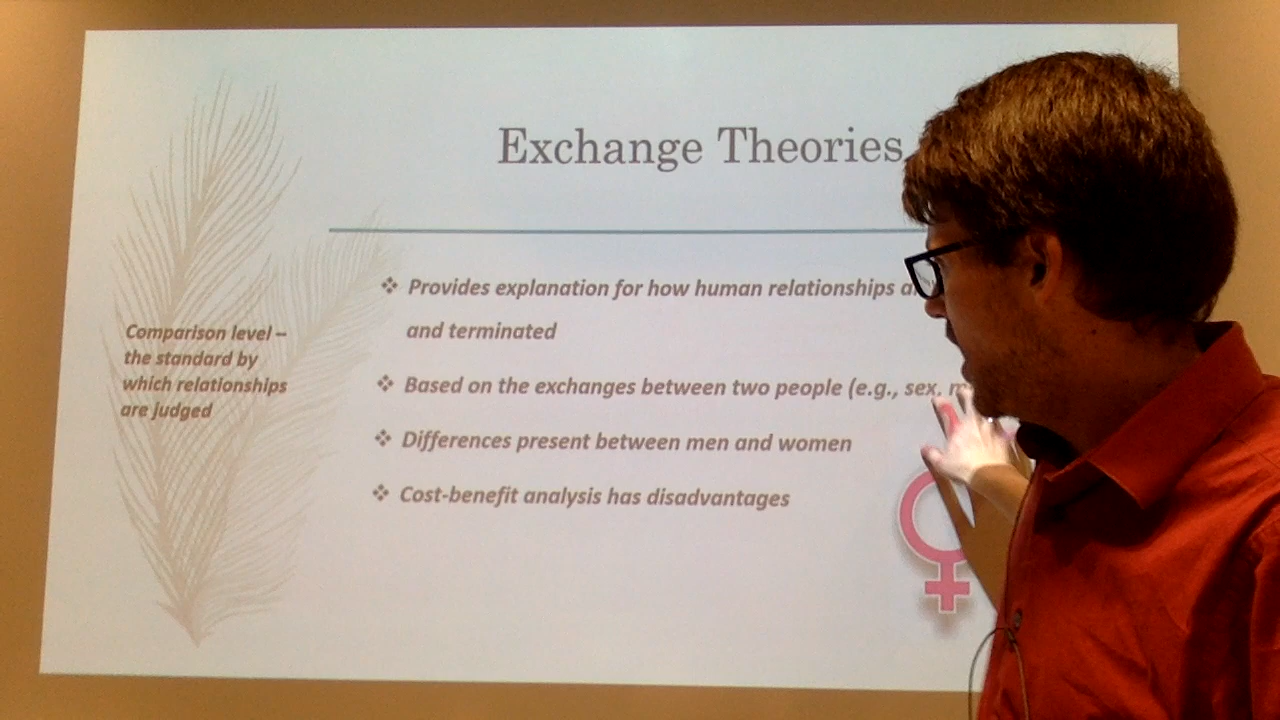 Exchange Theories
Comparison level –
the standard by
which relationships
are judged
❖ Provides explanation for how human relationships
and terminated
❖ Based on the exchanges between two people (e.g., sex,
❖ Differences present between men and women
❖ Cost-benefit analysis has disadvantages